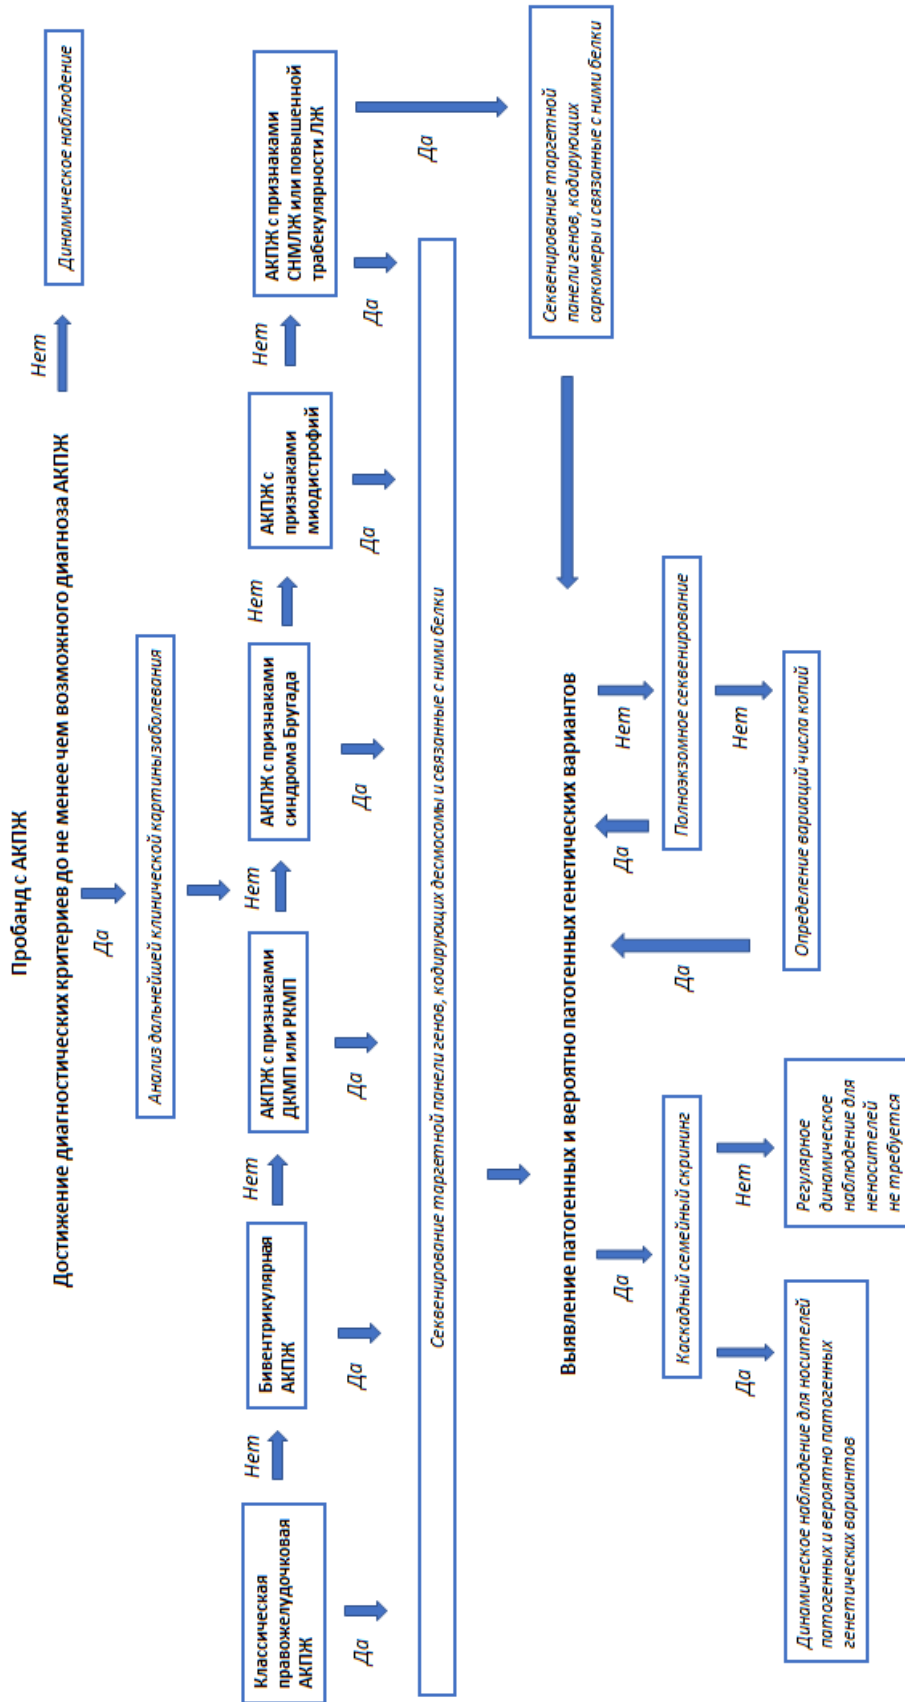 Пробанд с АКПЖ
Достижение диагностических критериев до не менее чем возможного диагноза АКПЖ
Нет
Динамическое наблюдение
Да
Анализ дальнейшей клинической картинызаболевания
Классическая
правожелудочковая
АКПЖ
Нет
Бивентрикулярная
АКПЖ
Нет
АКПЖ с признаками
ДКМП или РКМП
Нет
АКПЖ с признаками
синдрома Бругада
Нет
АКПЖ с
признаками
миодистрофий
Нет
АКПЖ с признаками
СНМЛЖ или повышенной
трабекулярности ЛЖ
Да
Да
Да
Да
Да
Да
Да
Секвенирование таргетной панели генов, кодирующих десмосомы и связанные с ними белки
Секвенирование таргетной
панели генов, кодирующих
саркомеры и связанные с ними белки
Выявление патогенных и вероятно патогенных генетических вариантов
Да
Каскадный семейный скрининг
Да
Нет
Динамическое наблюдение для носителей
патогенных и вероятно патогенных
генетических вариантов
Регулярное
динамическое
наблюдение для
неносителей
не требуется
Да
Да
Нет
Полноэкзомное секвенирование
Нет
Определение вариаций числа копий